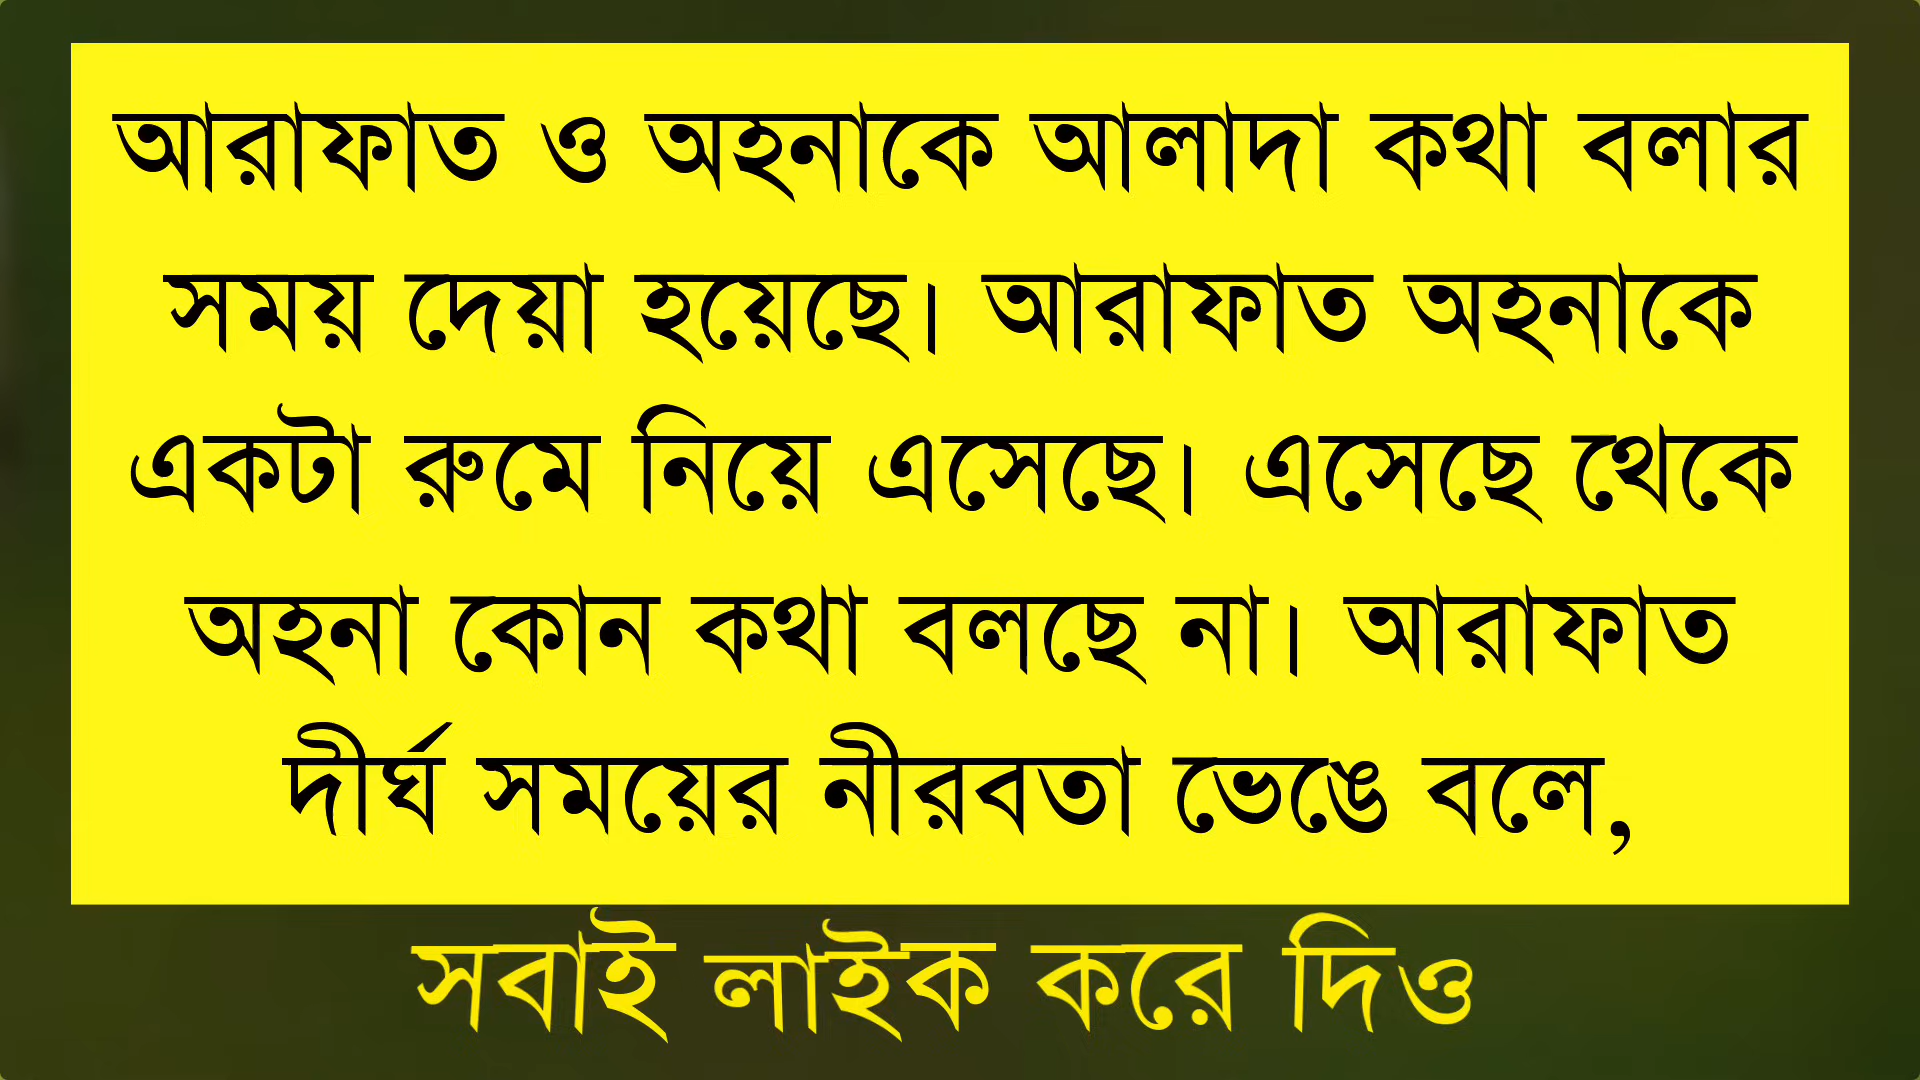 আরাফাত ও অহনাকে আলাদা কথা বলার
সময় দেয়া হয়েছে। আরাফাত অহনাকে
একটা রুমে নিয়ে এসেছে। এসেছে থেকে
অহনা কোন কথা বলছে না। আরাফাত
দীর্ঘ সময়ের নীরবতা ভেঙে বলে,
সবাই লাইক করে দিও